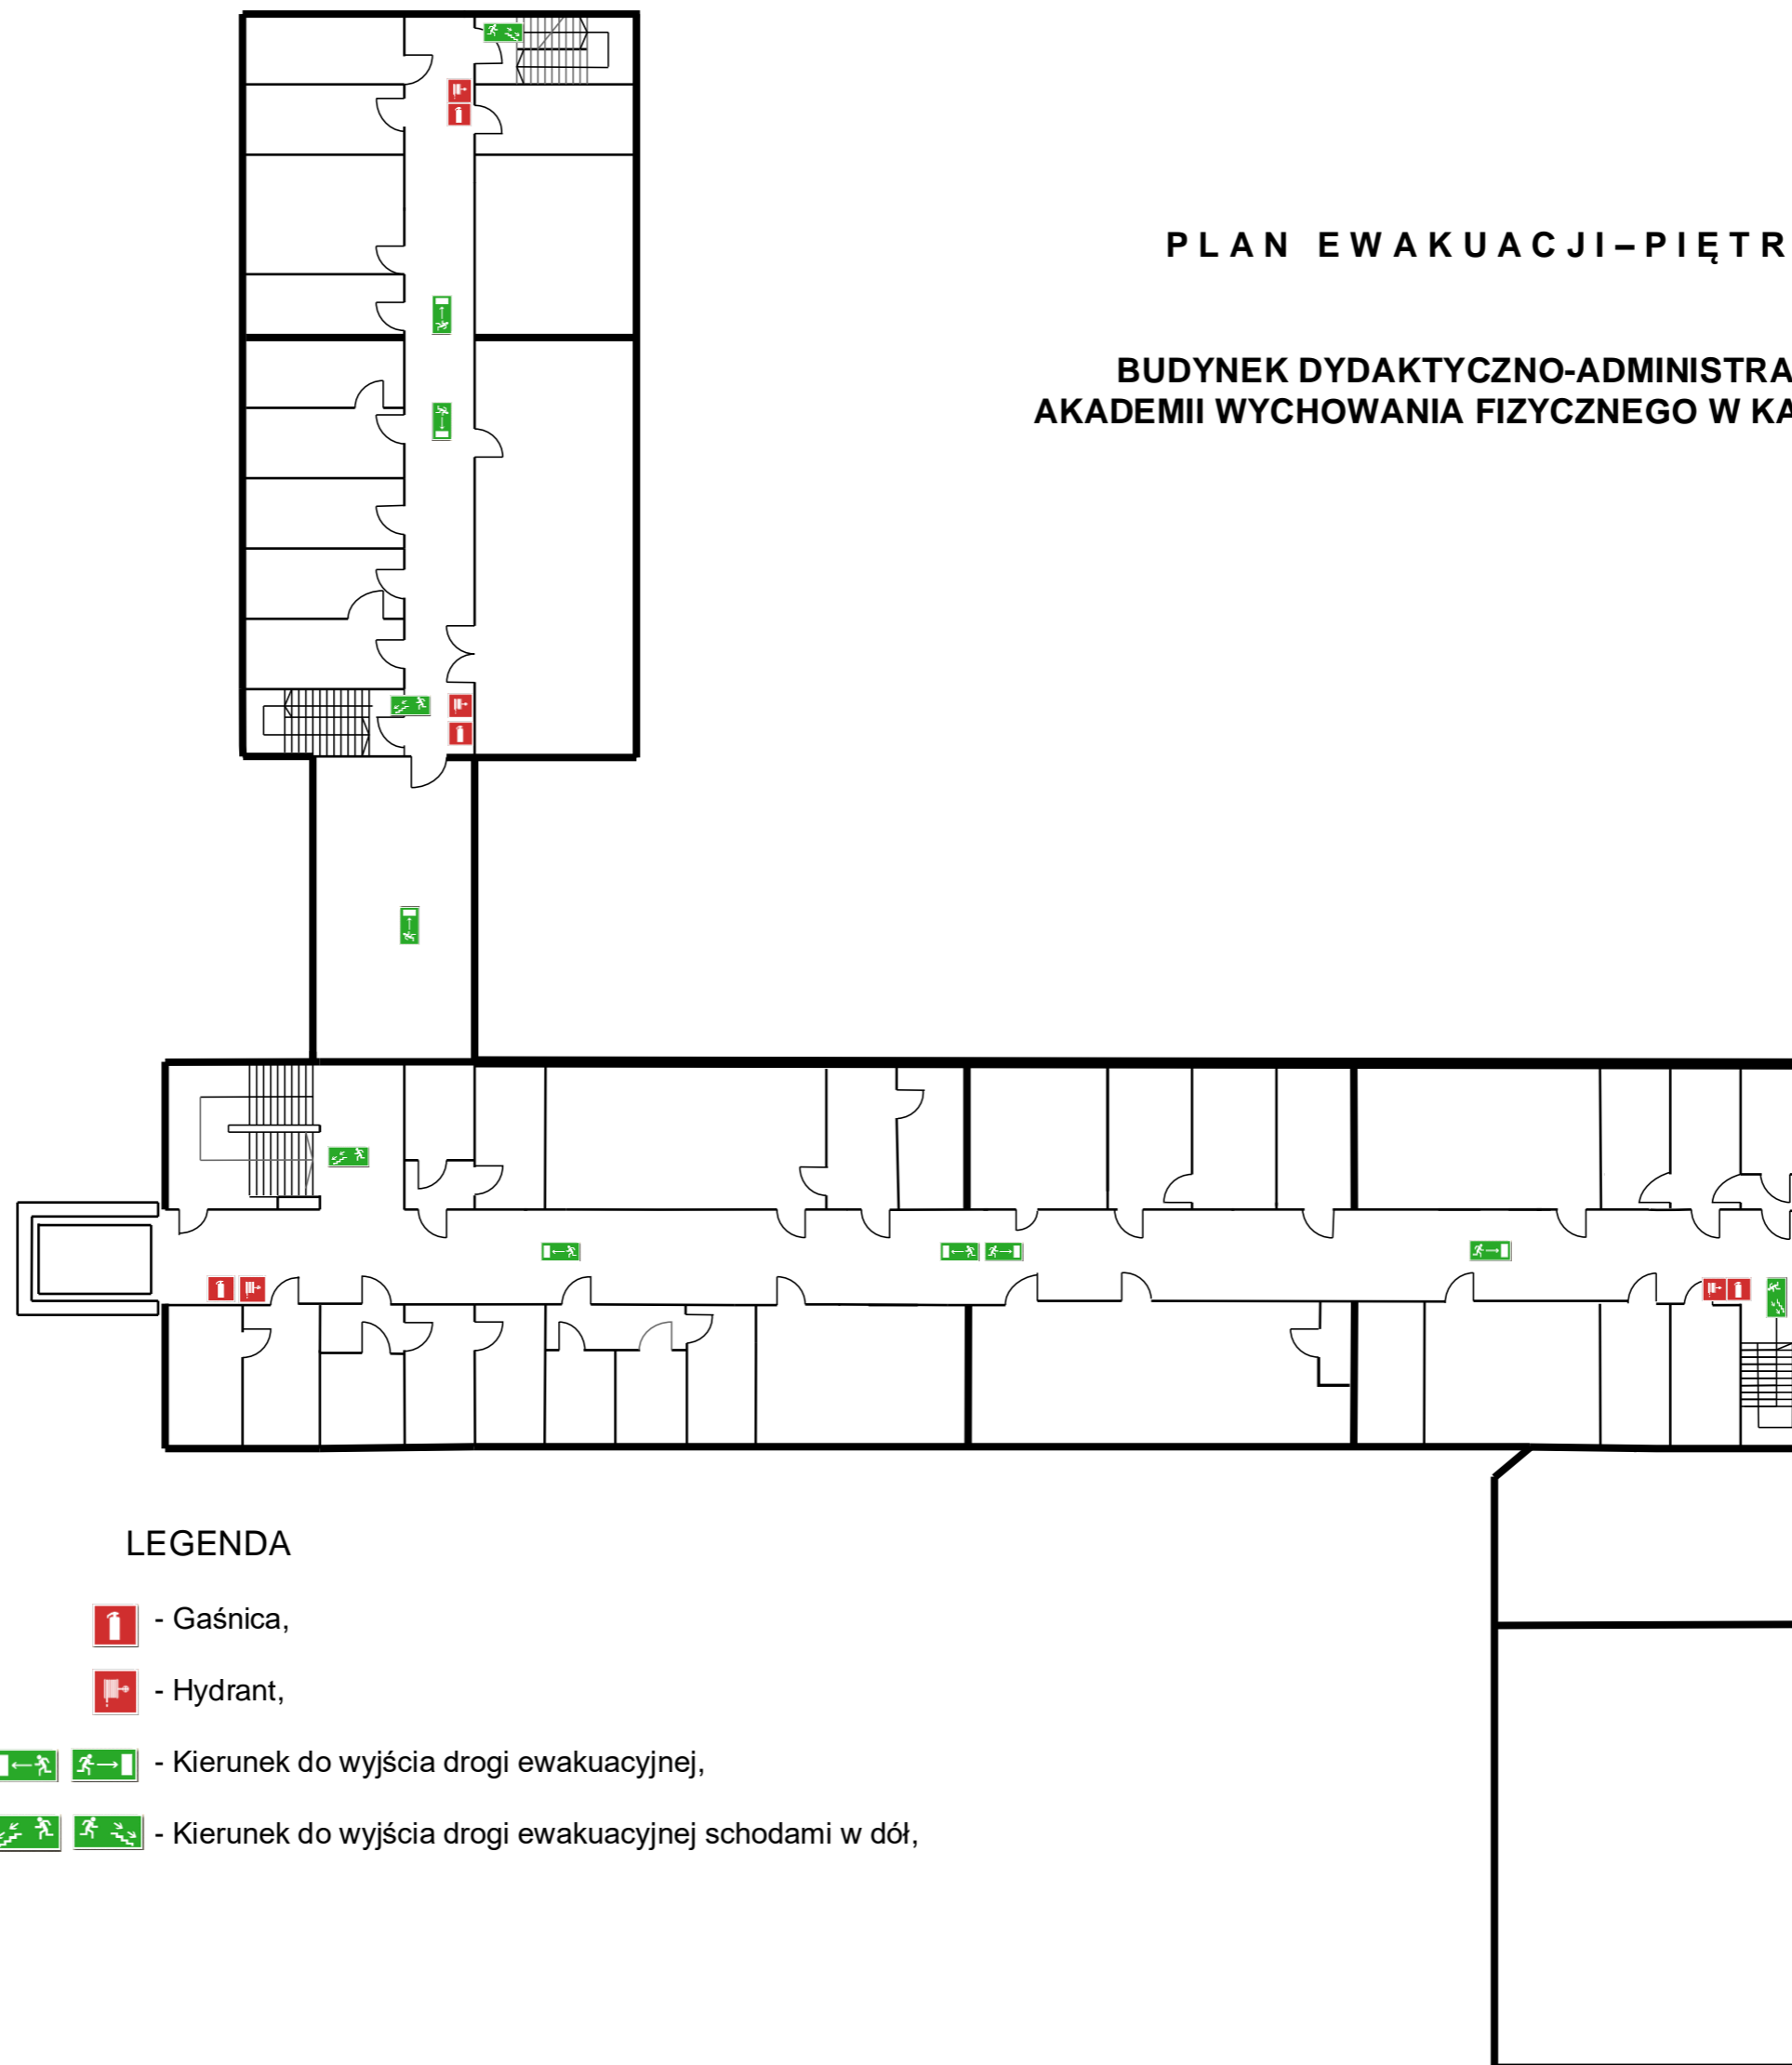 PLAN EWAKUACJI–PIĘTR
BUDYNEK DYDAKTYCZNO-ADMINISTRA
AKADEMII WYCHOWANIA FIZYCZNEGO W KA
LEGENDA
- Gaśnica,
- Hydrant,
- Kierunek do wyjścia drogi ewakuacyjnej,
- Kierunek do wyjścia drogi ewakuacyjnej schodami w dół,